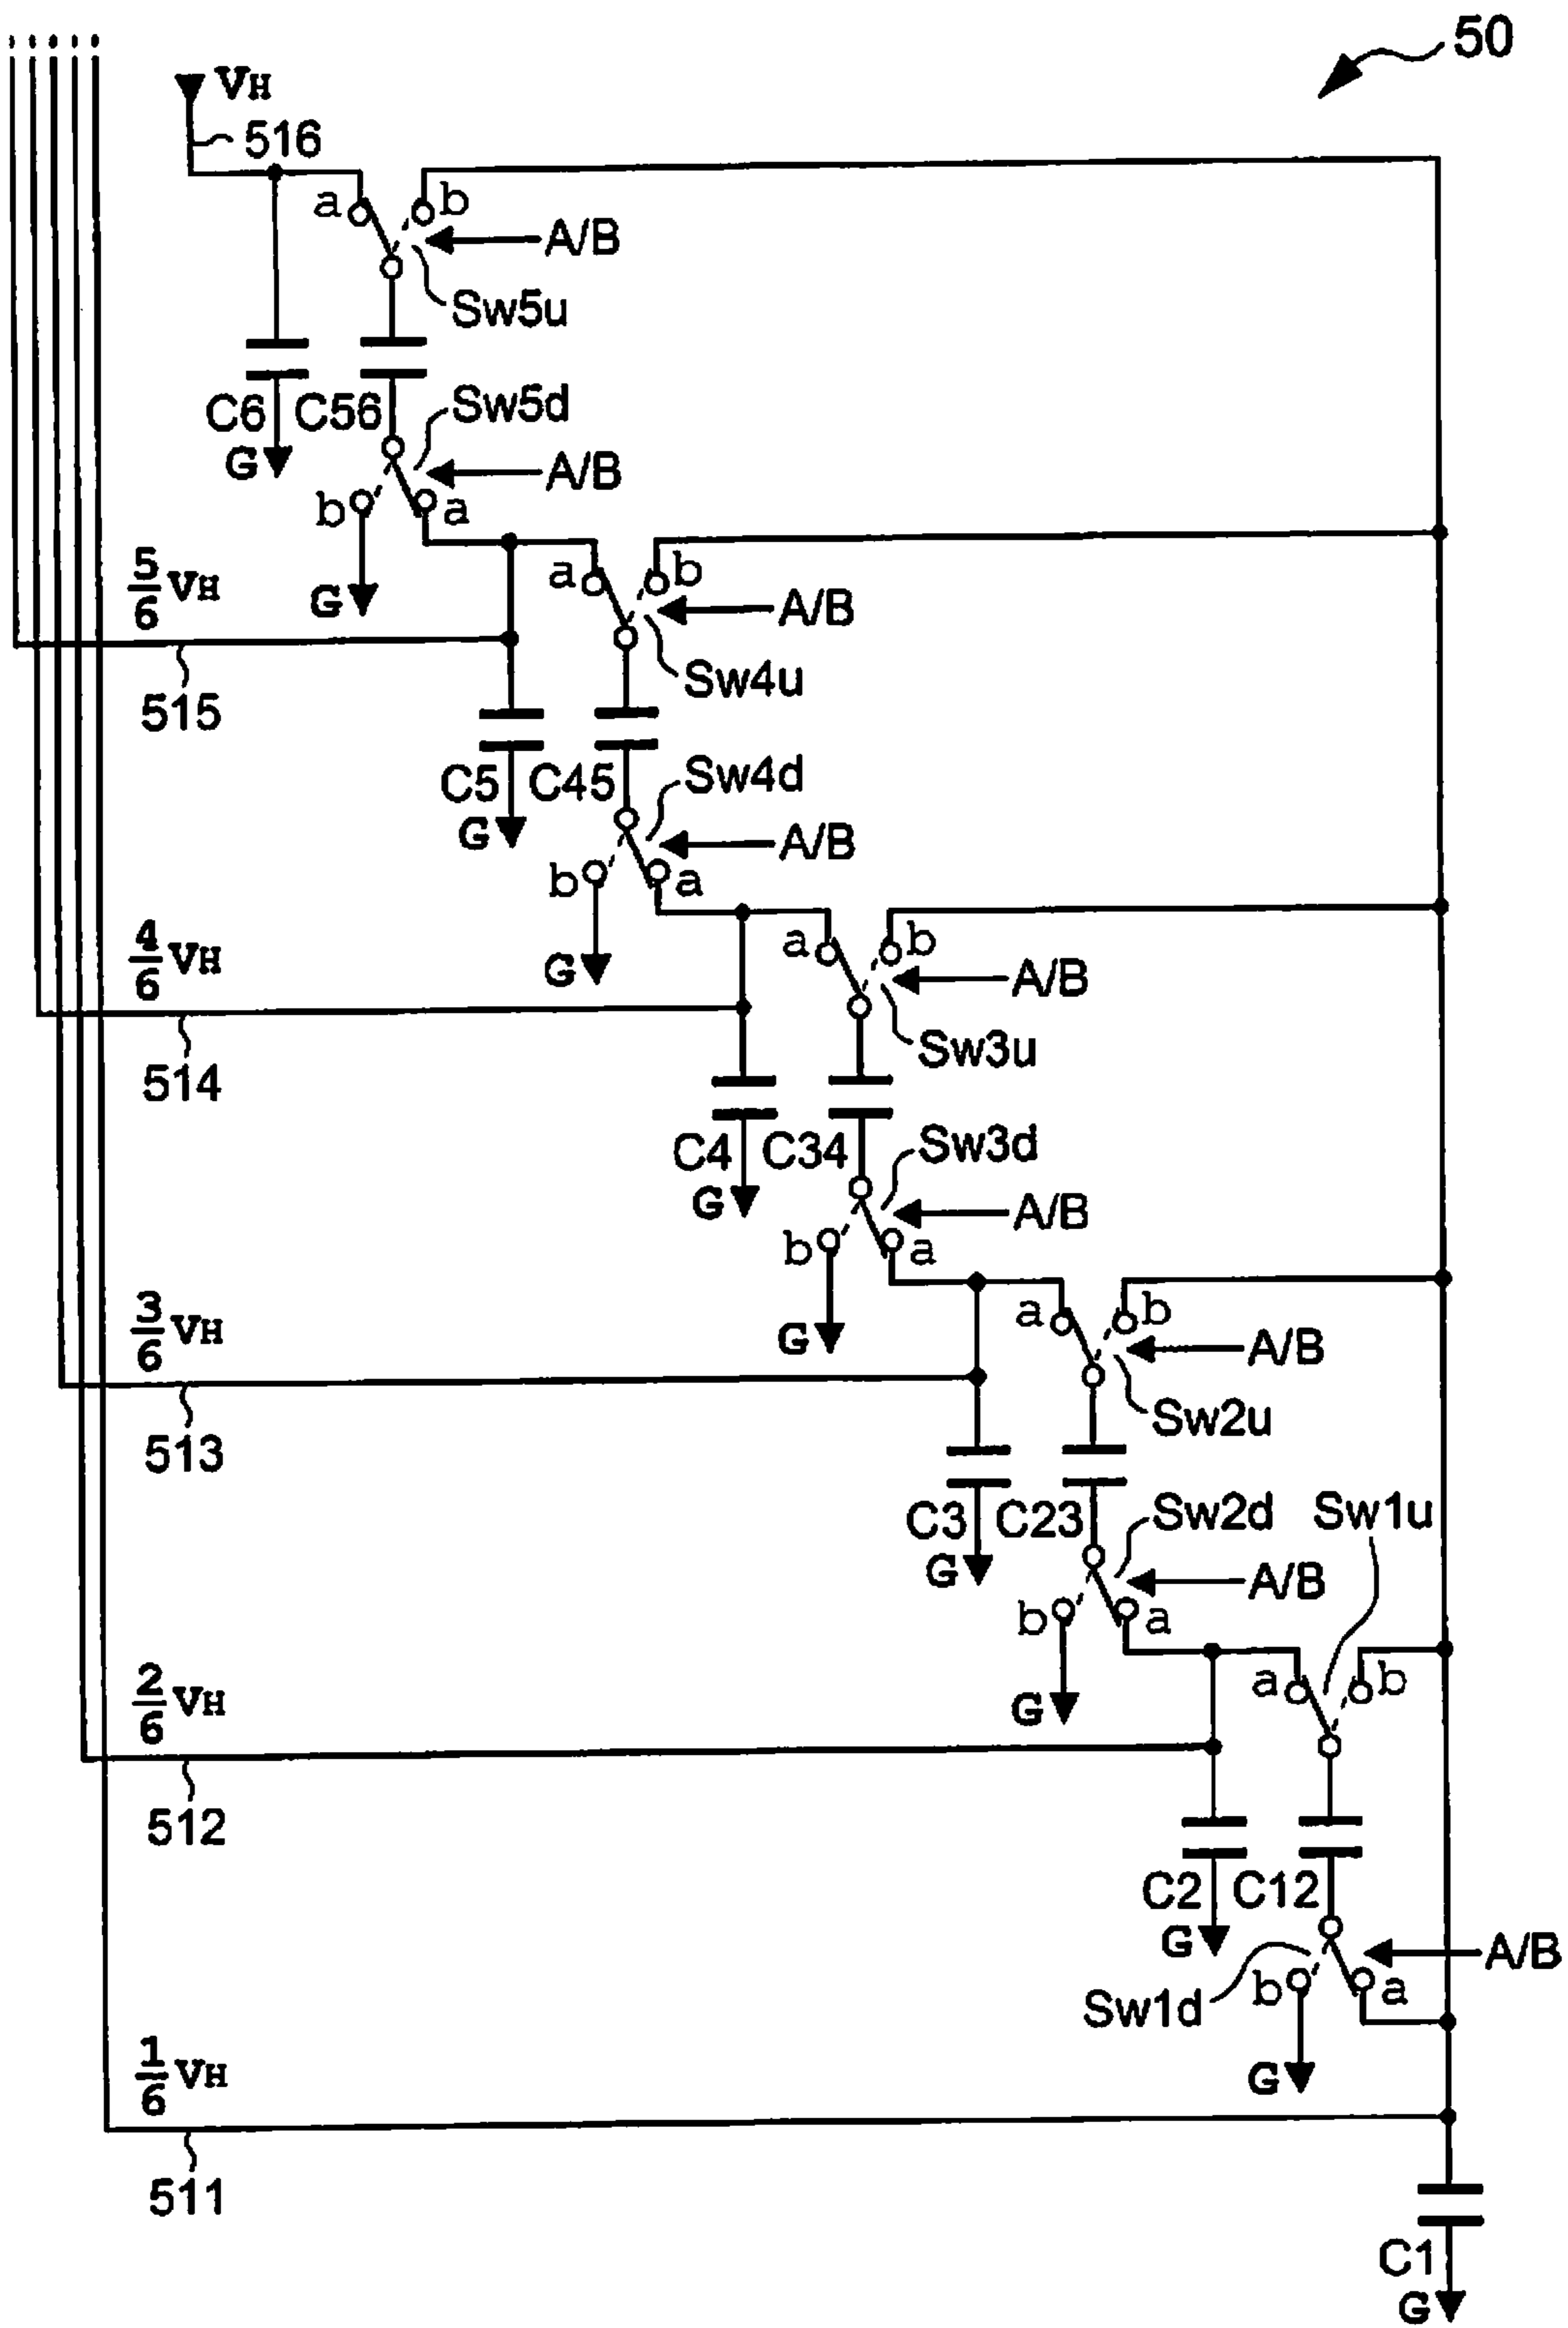 50
VH
516
a b
A/B
Sw5u
C6 C56
Sw5d
G
A/B
b a
G
5/6 VH
515
a b
A/B
Sw4u
C5 C45
Sw4d
G
A/B
b a
G
4/6 VH
514
a b
A/B
Sw3u
C4 C34
Sw3d
G
A/B
b a
G
3/6 VH
513
a b
A/B
Sw2u
C3 C23
Sw2d
Sw1u
G
A/B
b a
G
2/6 VH
512
a b
C2 C12
G
A/B
Sw1d
b a
G
1/6 VH
511
C1
G